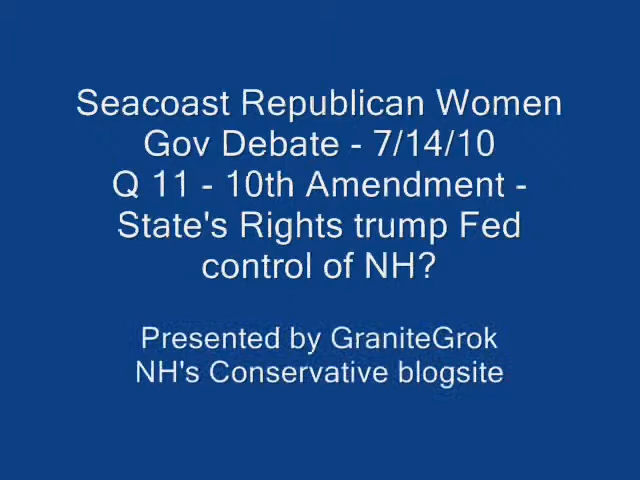 Seacoast Republican Women
Gov Debate - 7/14/10
Q 11 - 10th Amendment -
State's Rights trump Fed
control of NH?
Presented by GraniteGrok
NH's Conservative blogsite